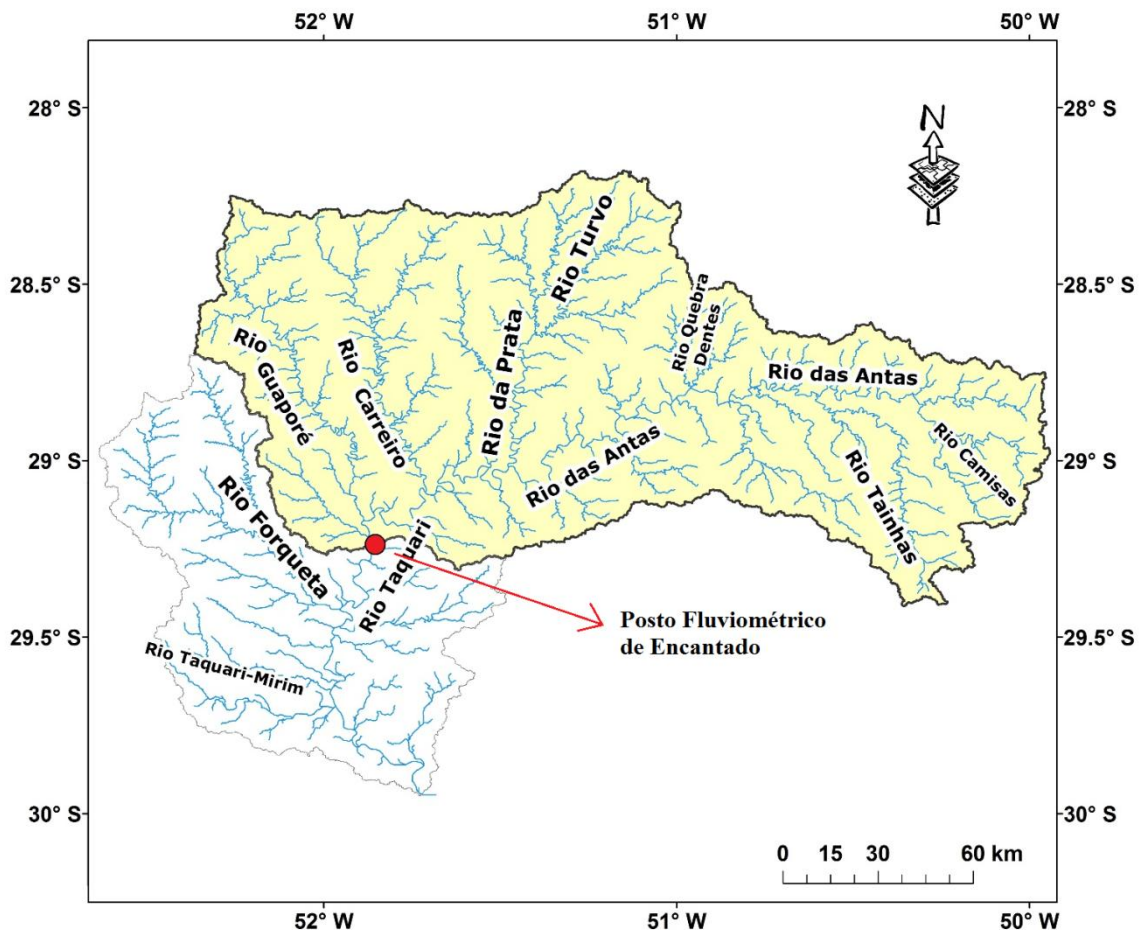 52° W
51° W
50° W
28° S
28° S
N
Rio Turvo
28.5° S
28.5° S
Rio Quebra
Dentes
Rio Guaporé
Rio Carreiro
Rio da Prata
Rio das Antas
Rio das Antas
Rio Camisas
29° S
29° S
Rio Tainhas
Rio Forqueta
Rio Taquari
Posto Fluviométrico
de Encantado
29.5° S
29.5° S
Rio Taquari-Mirim
30° S
30° S
0 15 30 60 km
52° W
51° W
50° W